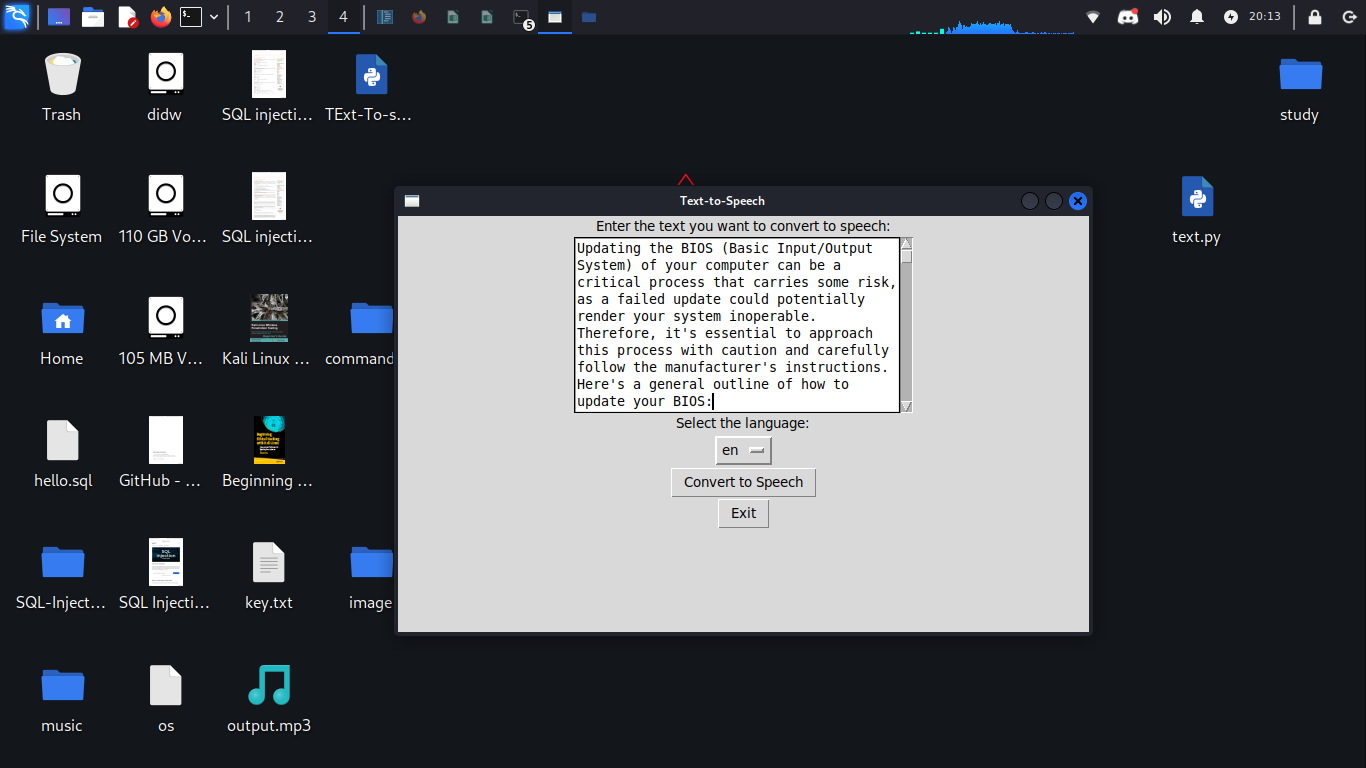 1 2 3 4
5
20:13
Trash
didw
SQL injecti...
TExt-To-s...
study
File System
110 GB Vo...
SQL injecti...
text.py
Home
105 MB V...
Kali Linux ...
command
hello.sql
GitHub - ...
Beginning ...
SQL-Inject...
SQL Injecti...
key.txt
image
music
os
output.mp3
Text-to-Speech
Enter the text you want to convert to speech:
Updating the BIOS (Basic Input/Output
System) of your computer can be a
critical process that carries some risk,
as a failed update could potentially
render your system inoperable.
Therefore, it's essential to approach
this process with caution and carefully
follow the manufacturer's instructions.
Here's a general outline of how to
update your BIOS:
Select the language:
en
Convert to Speech
Exit